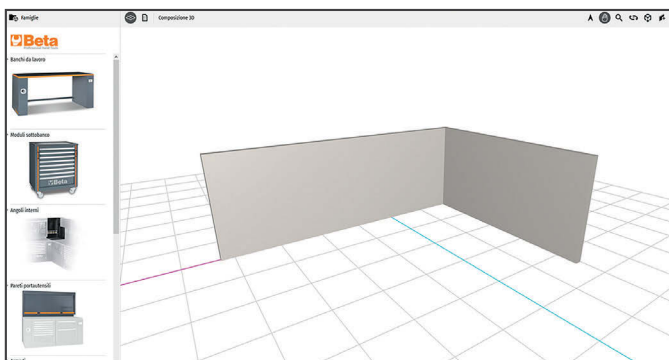 Famiglie
Composizione 3D
Beta
Banchi da lavoro
Moduli sottobanco
Beta
Angoli interni
Pareti portautensili